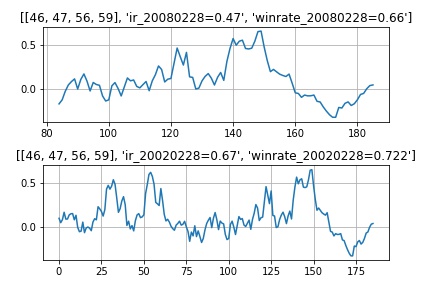 [[46, 47, 56, 59], 'ir_20080228=0.47', 'winrate_20080228=0.66']
0.5
0.0
80 100 120 140 160 180
[[46, 47, 56, 59], 'ir_20020228=0.67', 'winrate_20020228=0.722']
0.5
0.0
0 25 50 75 100 125 150 175